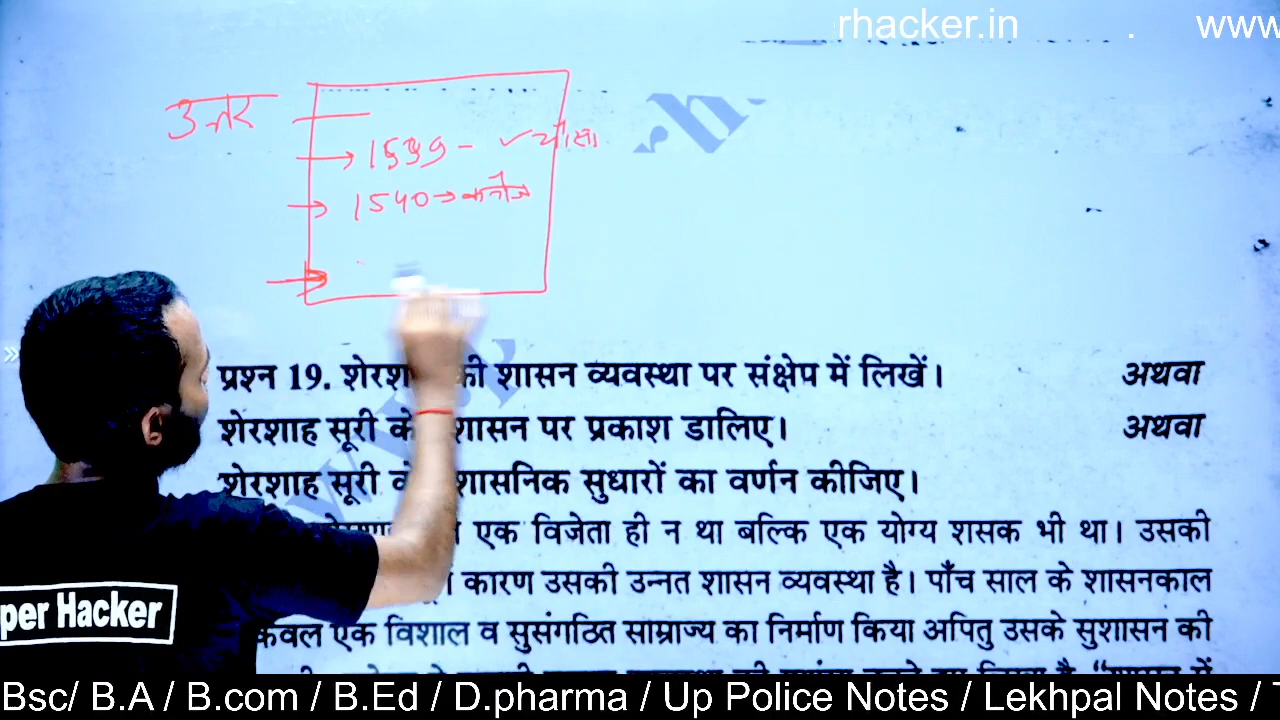 rhacker.in . www
उत्तर
→ 1539 - ✓ चौसा
→ 1540 → कन्नौज
प्रश्न 19. शेरशाह की शासन व्यवस्था पर संक्षेप में लिखें। अथवा
शेरशाह सूरी के शासन पर प्रकाश डालिए। अथवा
शेरशाह सूरी के शासनिक सुधारों का वर्णन कीजिए।
एक विजेता ही न था बल्कि एक योग्य शसक भी था। उसकी
कारण उसकी उन्नत शासन व्यवस्था है। पाँच साल के शासनकाल
केवल एक विशाल व सुसंगठित साम्राज्य का निर्माण किया अपितु उसके सुशासन की
per Hacker
Bsc/ B.A / B.com / B.Ed / D.pharma / Up Police Notes / Lekhpal Notes /